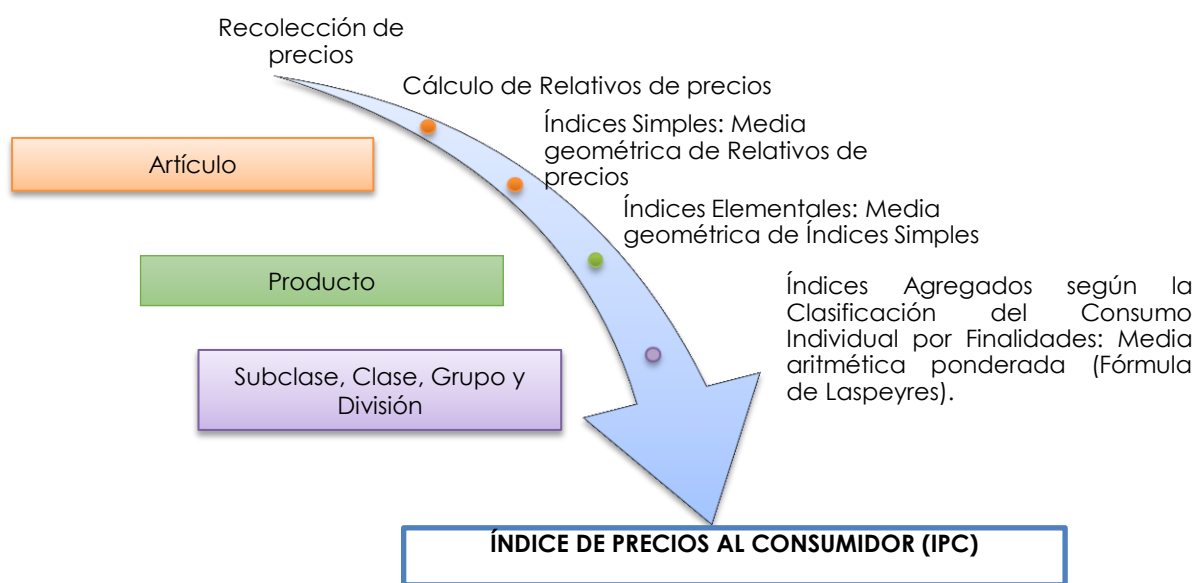 Recolección de
precios
Cálculo de Relativos de precios
Índices Simples: Media
geométrica de Relativos de
precios
Artículo
Índices Elementales: Media
geométrica de Índices Simples
Producto
Índices Agregados según la
Clasificación del Consumo
Individual por Finalidades: Media
aritmética ponderada (Fórmula
de Laspeyres).
Subclase, Clase, Grupo y
División
ÍNDICE DE PRECIOS AL CONSUMIDOR (IPC)